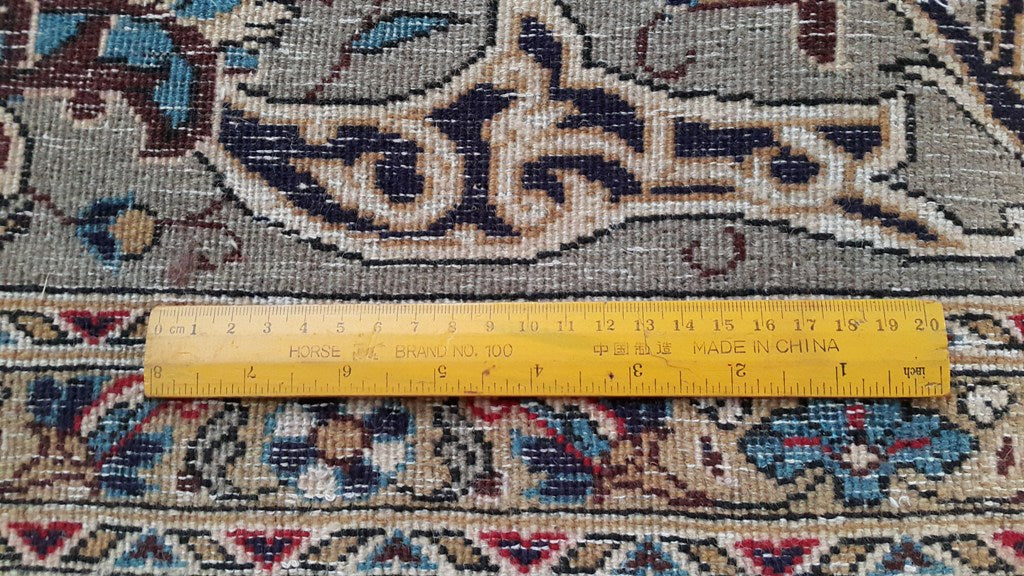 0 cm 1 2 3 4 5 6 7 8 9 10 11 12 13 14 15 16 17 18 19 20
HORSE BRAND NO. 100 中国制造 MADE IN CHINA
8 7 6 5 4 3 2 1 inch